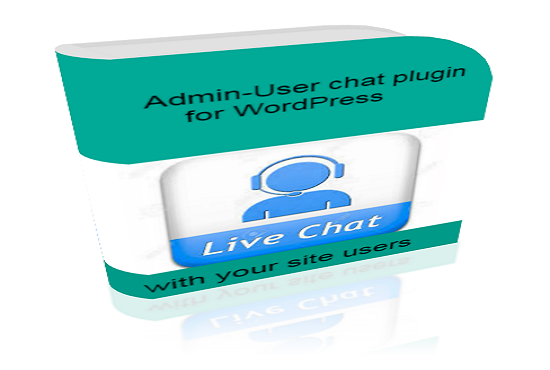 Admin-User chat plugin
for WordPress
Live Chat
with your site users